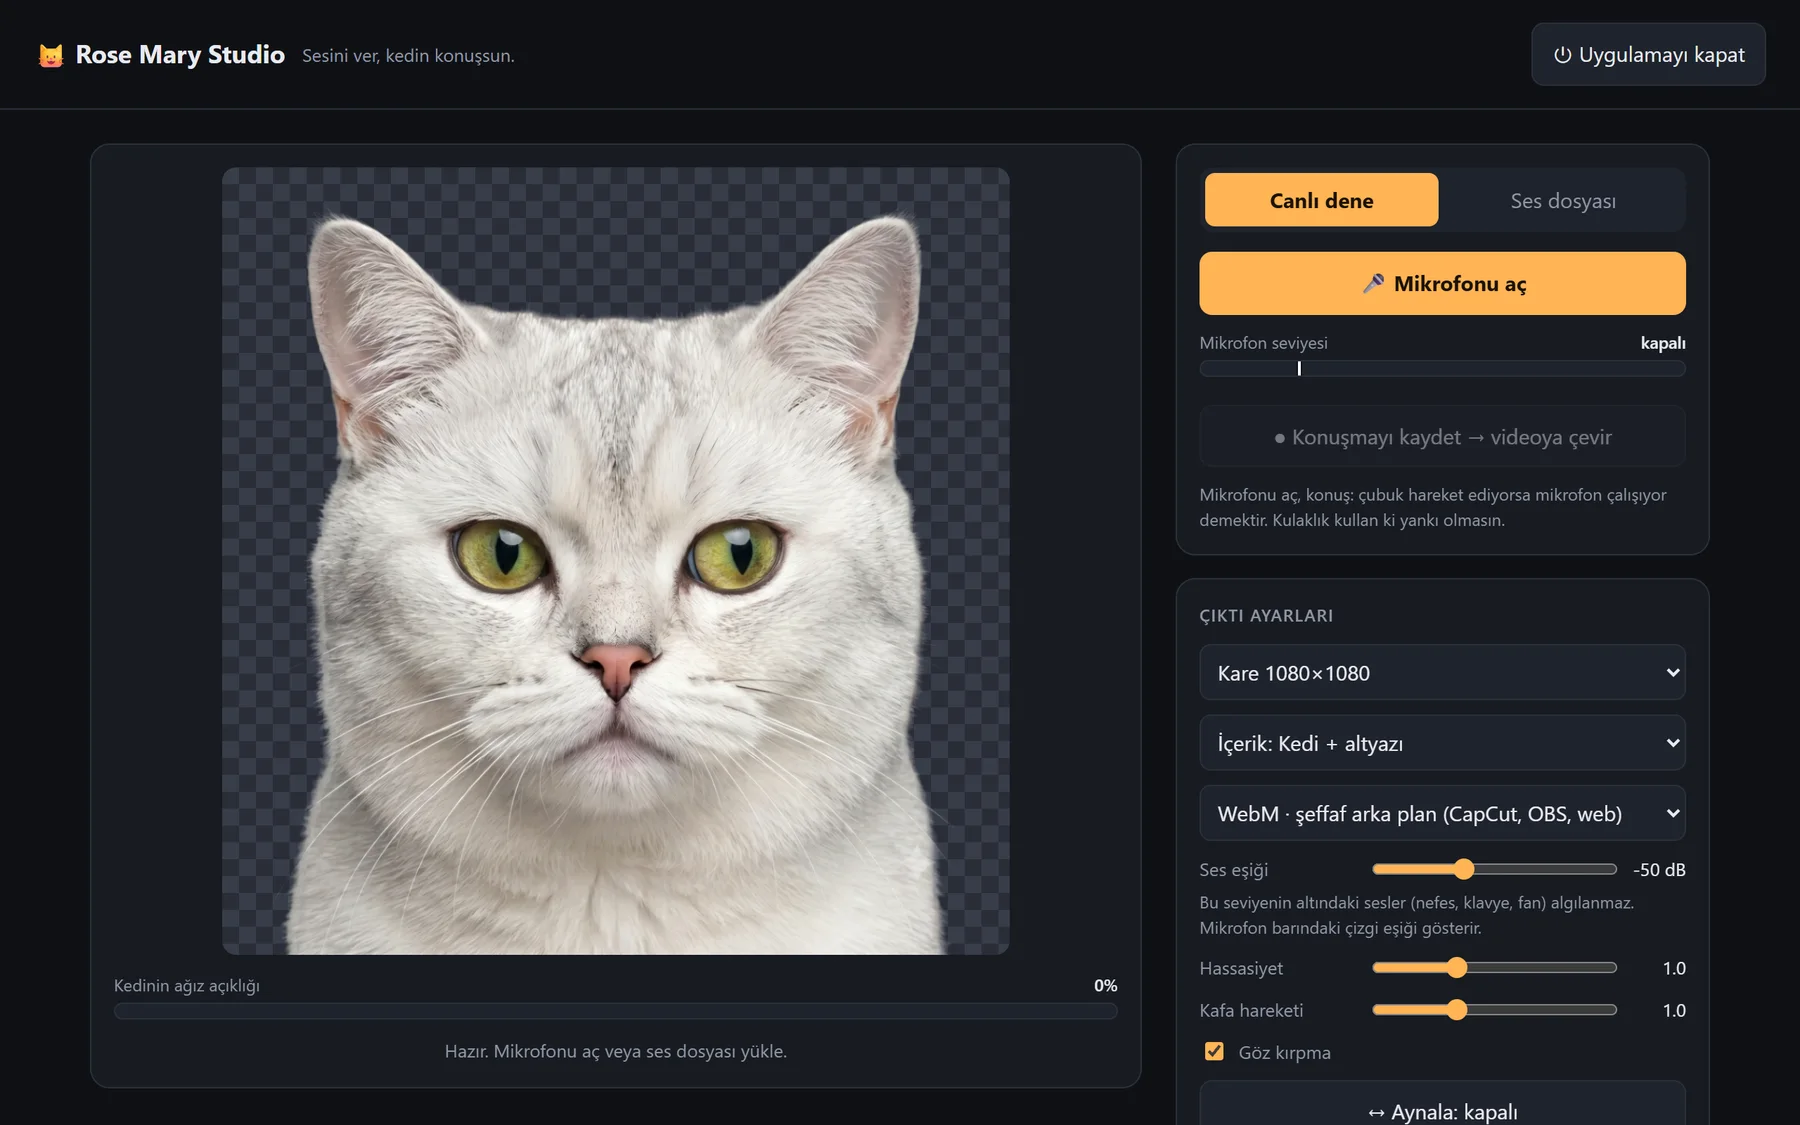 Rose Mary Studio
Sesini ver, kedin konuşsun.
Uygulamayı kapat
Kedinin ağız açıklığı
0%
Hazır. Mikrofonu aç veya ses dosyası yükle.
Canlı dene
Ses dosyası
Mikrofonu aç
Mikrofon seviyesi
kapalı
● Konuşmayı kaydet → videoya çevir
Mikrofonu aç, konuş: çubuk hareket ediyorsa mikrofon çalışıyor
demektir. Kulaklık kullan ki yankı olmasın.
ÇIKTI AYARLARI
Kare 1080×1080
İçerik: Kedi + altyazı
WebM · şeffaf arka plan (CapCut, OBS, web)
Ses eşiği
-50 dB
Bu seviyenin altındaki sesler (nefes, klavye, fan) algılanmaz.
Mikrofon barındaki çizgi eşiği gösterir.
Hassasiyet
1.0
Kafa hareketi
1.0
Göz kırpma
↔ Aynala: kapalı